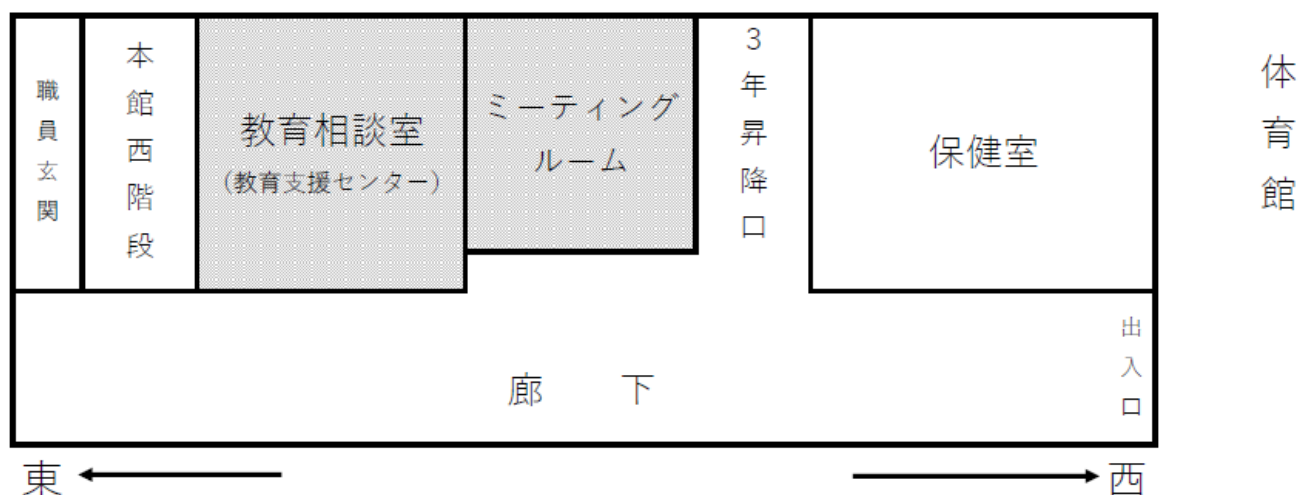 職員玄関
本館西階段
教育相談室
(教育支援センター)
ミーティング
ルーム
3年昇降口
保健室
体育館
出入口
廊下
東
西